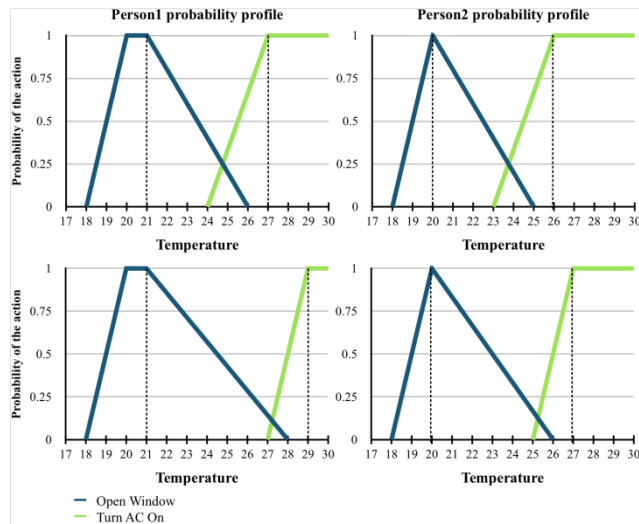 Person1 probability profile
Person2 probability profile
Probability of the action
1
0.75
0.5
0.25
0
17 18 19 20 21 22 23 24 25 26 27 28 29 30
Temperature
1
0.75
0.5
0.25
0
17 18 19 20 21 22 23 24 25 26 27 28 29 30
Temperature
Probability of the action
1
0.75
0.5
0.25
0
17 18 19 20 21 22 23 24 25 26 27 28 29 30
Temperature
1
0.75
0.5
0.25
0
17 18 19 20 21 22 23 24 25 26 27 28 29 30
Temperature
Open Window
Turn AC On